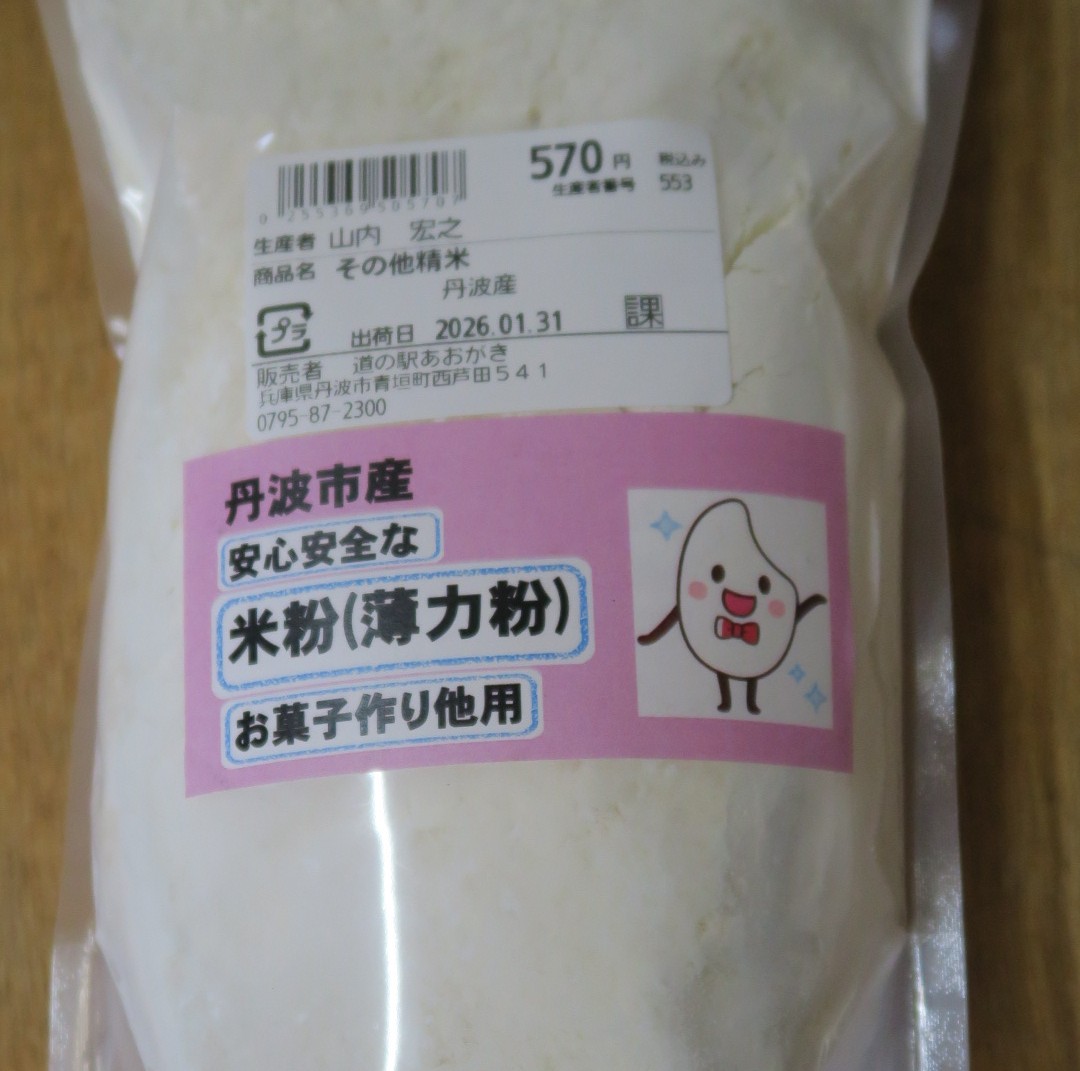 570円 税込み
生産者番号 553
生産者 山内 宏之
商品名 その他精米
丹波産
プラ
出荷日 2026.01.31 課
販売者 道の駅あおがき
兵庫県丹波市青垣町西芦田541
0795-87-2300
丹波市産
安心安全な
米粉(薄力粉)
お菓子作り他用